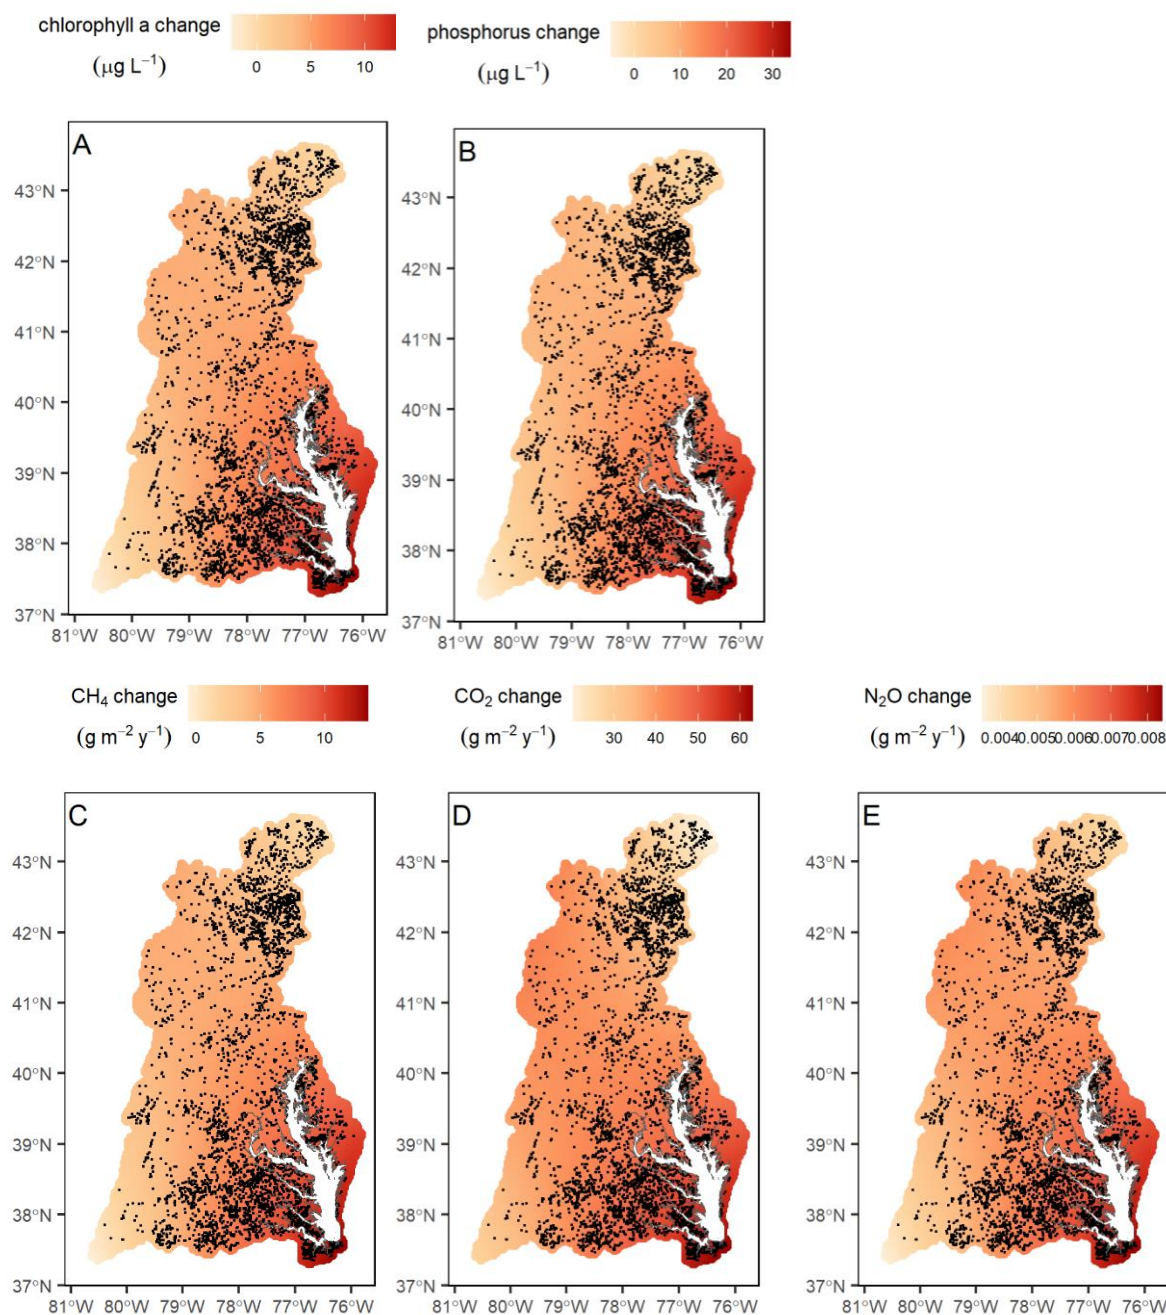 chlorophyll a change
(μg L⁻¹)
0 5 10
phosphorus change
(μg L⁻¹)
0 10 20 30
A
43°N
42°N
41°N
40°N
39°N
38°N
37°N
81°W 80°W 79°W 78°W 77°W 76°W
B
43°N
42°N
41°N
40°N
39°N
38°N
37°N
81°W 80°W 79°W 78°W 77°W 76°W
CH₄ change
(g m⁻² y⁻¹)
0 5 10
CO₂ change
(g m⁻² y⁻¹)
30 40 50 60
N₂O change
(g m⁻² y⁻¹)
0.004 0.005 0.006 0.007 0.008
C
43°N
42°N
41°N
40°N
39°N
38°N
37°N
81°W 80°W 79°W 78°W 77°W 76°W
D
43°N
42°N
41°N
40°N
39°N
38°N
37°N
81°W 80°W 79°W 78°W 77°W 76°W
E
43°N
42°N
41°N
40°N
39°N
38°N
37°N
81°W 80°W 79°W 78°W 77°W 76°W